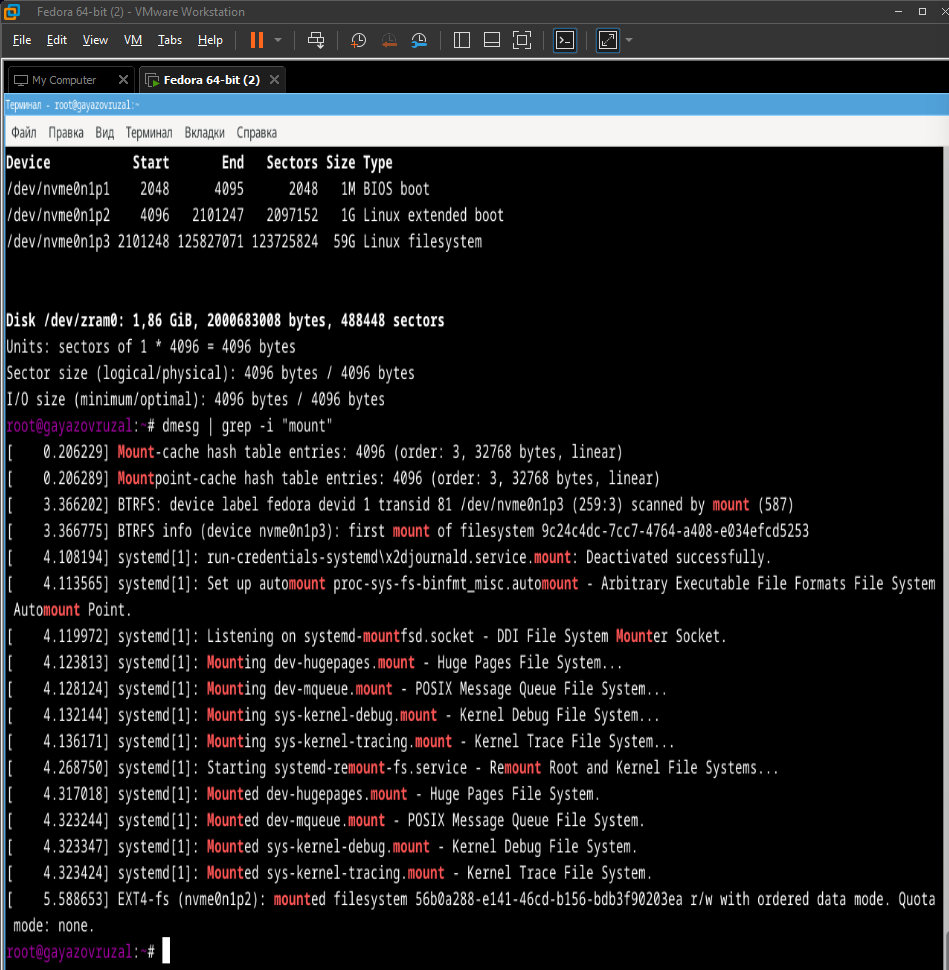 Fedora 64-bit (2) - VMware Workstation
File Edit View VM Tabs Help
My Computer Fedora 64-bit (2)
Терминал - root@gayazovruzal:~
Файл Правка Вид Терминал Вкладки Справка
Device Start End Sectors Size Type
/dev/nvme0n1p1 2048 4095 2048 1M BIOS boot
/dev/nvme0n1p2 4096 2101247 2097152 1G Linux extended boot
/dev/nvme0n1p3 2101248 125827071 123725824 59G Linux filesystem
Disk /dev/zram0: 1,86 GiB, 2000683008 bytes, 488448 sectors
Units: sectors of 1 * 4096 = 4096 bytes
Sector size (logical/physical): 4096 bytes / 4096 bytes
I/O size (minimum/optimal): 4096 bytes / 4096 bytes
root@gayazovruzal:~# dmesg | grep -i "mount"
[    0.206229] Mount-cache hash table entries: 4096 (order: 3, 32768 bytes, linear)
[    0.206289] Mountpoint-cache hash table entries: 4096 (order: 3, 32768 bytes, linear)
[    3.366202] BTRFS: device label fedora devid 1 transid 81 /dev/nvme0n1p3 (259:3) scanned by mount (587)
[    3.366775] BTRFS info (device nvme0n1p3): first mount of filesystem 9c24c4dc-7cc7-4764-a408-e034efcd5253
[    4.108194] systemd[1]: run-credentials-systemd\x2djournald.service.mount: Deactivated successfully.
[    4.113565] systemd[1]: Set up automount proc-sys-fs-binfmt_misc.automount - Arbitrary Executable File Formats File System
Automount Point.
[    4.119972] systemd[1]: Listening on systemd-mountfsd.socket - DDI File System Mounter Socket.
[    4.123813] systemd[1]: Mounting dev-hugepages.mount - Huge Pages File System...
[    4.128124] systemd[1]: Mounting dev-mqueue.mount - POSIX Message Queue File System...
[    4.132144] systemd[1]: Mounting sys-kernel-debug.mount - Kernel Debug File System...
[    4.136171] systemd[1]: Mounting sys-kernel-tracing.mount - Kernel Trace File System...
[    4.268750] systemd[1]: Starting systemd-remount-fs.service - Remount Root and Kernel File Systems...
[    4.317018] systemd[1]: Mounted dev-hugepages.mount - Huge Pages File System.
[    4.323244] systemd[1]: Mounted dev-mqueue.mount - POSIX Message Queue File System.
[    4.323347] systemd[1]: Mounted sys-kernel-debug.mount - Kernel Debug File System.
[    4.323424] systemd[1]: Mounted sys-kernel-tracing.mount - Kernel Trace File System.
[    5.588653] EXT4-fs (nvme0n1p2): mounted filesystem 56b0a288-e141-46cd-b156-bdb3f90203ea r/w with ordered data mode. Quota
mode: none.
root@gayazovruzal:~#